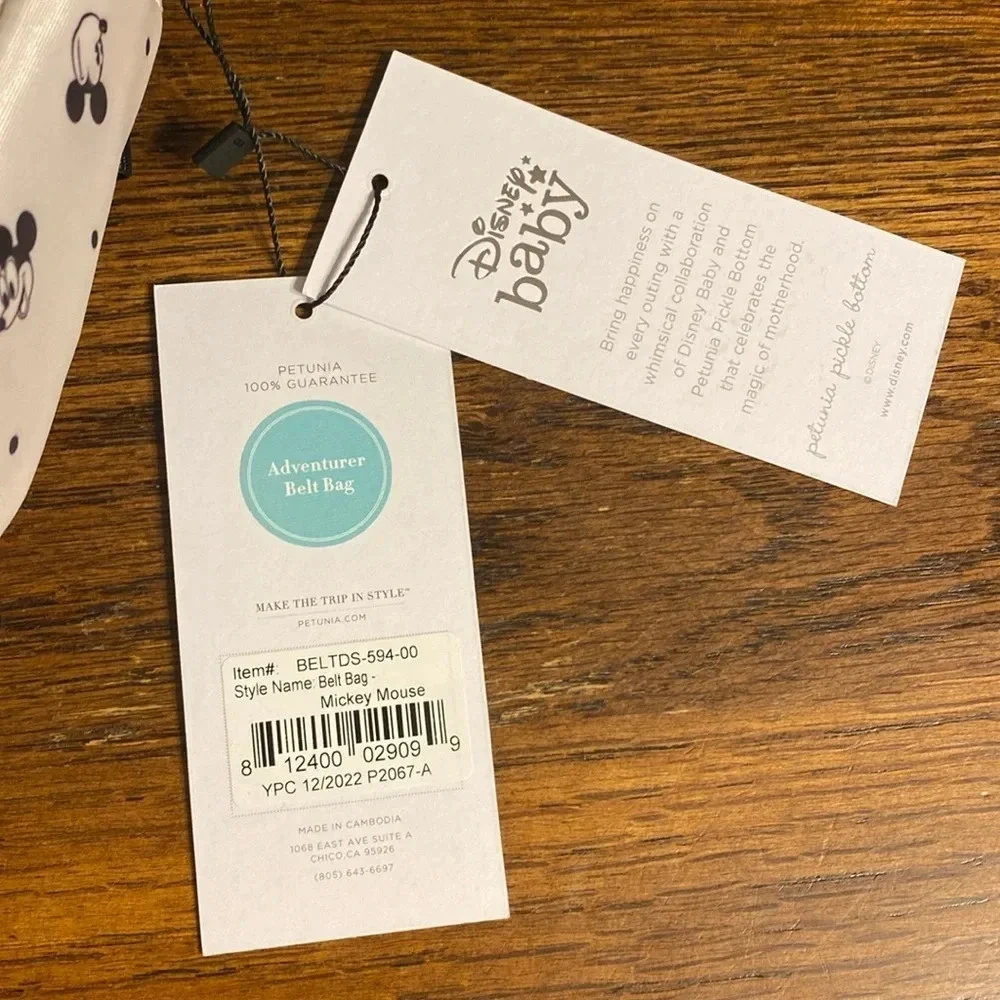 Disney
baby
Bring happiness on
every outing with a
whimsical collaboration
of Disney Baby and
Petunia Pickle Bottom
that celebrates the
magic of motherhood.
petunia pickle bottom
© DISNEY
www.disney.com
PETUNIA
100% GUARANTEE
Adventurer
Belt Bag
MAKE THE TRIP IN STYLE™
PETUNIA.COM
Item#: BELTDS-594-00
Style Name: Belt Bag -
Mickey Mouse
8 12400 02909 9
YPC 12/2022 P2067-A
MADE IN CAMBODIA
1068 EAST AVE SUITE A
CHICO,CA 95926
(805) 643-6697